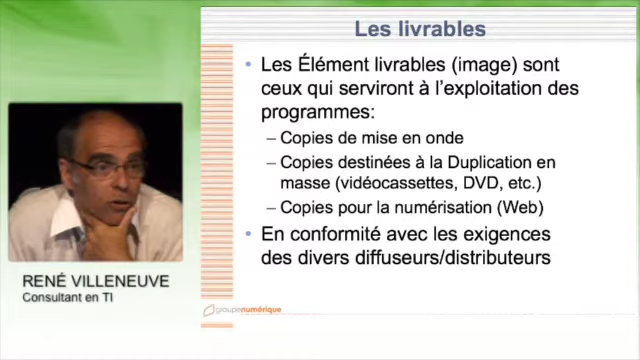 Les livrables
• Les Élément livrables (image) sont
ceux qui serviront à l'exploitation des
programmes:
– Copies de mise en onde
– Copies destinées à la Duplication en
masse (vidéocassettes, DVD, etc.)
– Copies pour la numérisation (Web)
• En conformité avec les exigences
des divers diffuseurs/distributeurs
RENÉ VILLENEUVE
Consultant en TI
groupenumérique